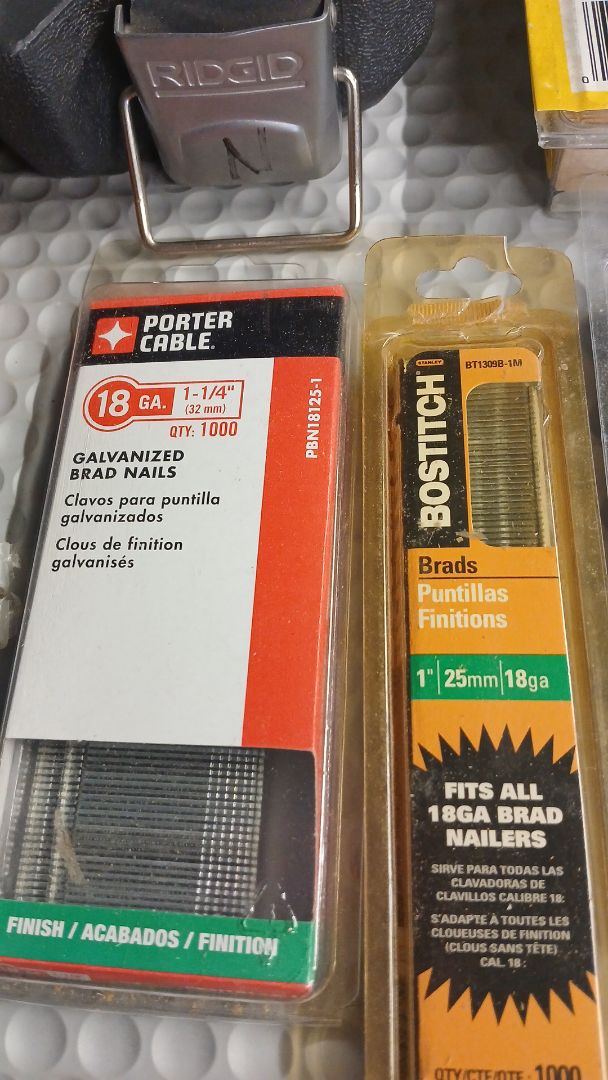 RIDGID
N
0
PORTER
CABLE.
18 GA.
1-1/4"
(32 mm)
QTY: 1000
PBN18125-1
GALVANIZED
BRAD NAILS
Clavos para puntilla
galvanizados
Clous de finition
galvanisés
FINISH / ACABADOS / FINITION
STANLEY
BOSTITCH
BT1309B-1M
Brads
Puntillas
Finitions
1" | 25mm | 18ga
FITS ALL
18GA BRAD
NAILERS
SIRVE PARA TODAS LAS
CLAVADORAS DE
CLAVILLOS CALIBRE 18:
S'ADAPTE À TOUTES LES
CLOUEUSES DE FINITION
(CLOUS SANS TÊTE)
CAL. 18 :
QTY/CTE/QTE : 1000